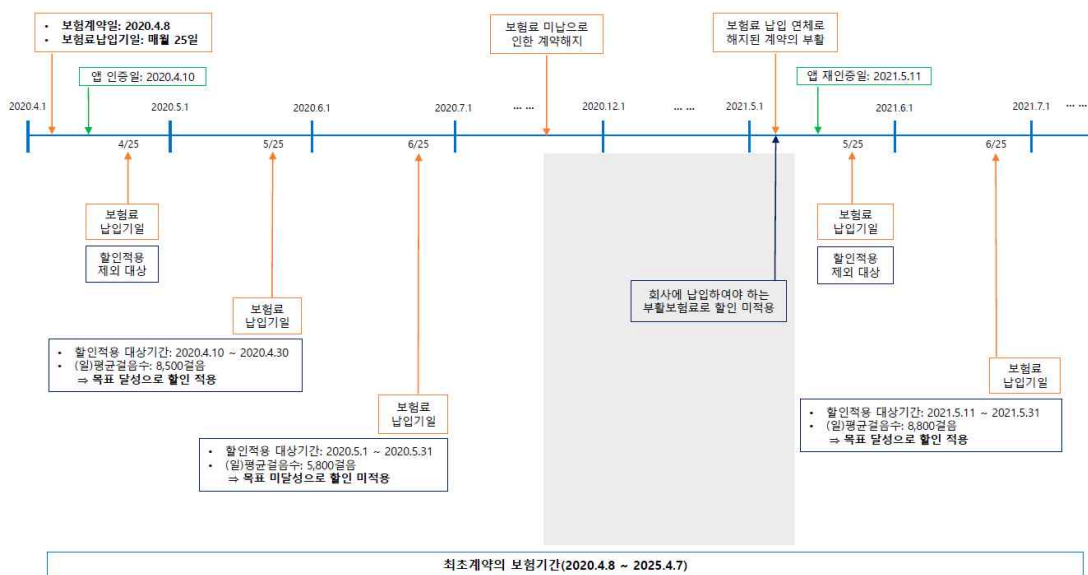 • 보험계약일: 2020.4.8
• 보험료납입기일: 매월 25일
보험료 미납으로
인한 계약해지
보험료 납입 연체로
해지된 계약의 부활
앱 인증일: 2020.4.10
앱 재인증일: 2021.5.11
2020.4.1
2020.5.1
2020.6.1
2020.7.1
... ...
2020.12.1
... ...
2021.5.1
2021.6.1
2021.7.1
... ...
4/25
5/25
6/25
5/25
6/25
보험료
납입기일
할인적용
제외 대상
보험료
납입기일
할인적용
제외 대상
회사에 납입하여야 하는
부활보험료로 할인 미적용
보험료
납입기일
• 할인적용 대상기간: 2020.4.10 ~ 2020.4.30
• (일)평균걸음수: 8,500걸음
⇒ 목표 달성으로 할인 적용
보험료
납입기일
• 할인적용 대상기간: 2021.5.11 ~ 2021.5.31
• (일)평균걸음수: 8,800걸음
⇒ 목표 달성으로 할인 적용
보험료
납입기일
• 할인적용 대상기간: 2020.5.1 ~ 2020.5.31
• (일)평균걸음수: 5,800걸음
⇒ 목표 미달성으로 할인 미적용
최초계약의 보험기간(2020.4.8 ~ 2025.4.7)